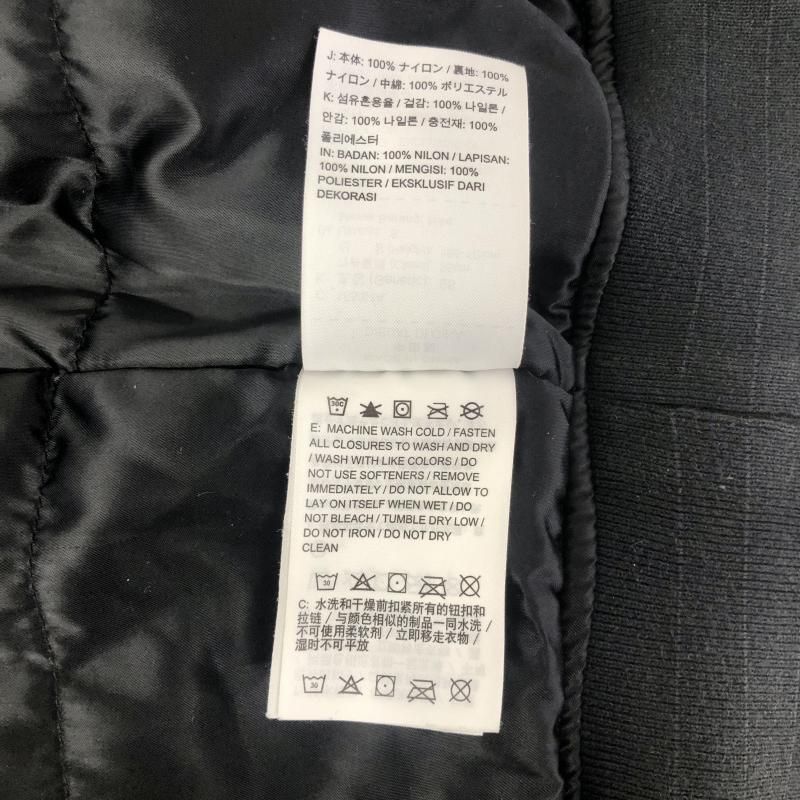 J: 本体: 100% ナイロン / 裏地: 100%
ナイロン / 中綿: 100% ポリエステル
K: 섬유혼용율 / 겉감: 100% 나일론 /
안감: 100% 나일론 / 충전재: 100%
폴리에스터
IN: BADAN: 100% NILON / LAPISAN:
100% NILON / MENGISI: 100%
POLIESTER / EKSKLUSIF DARI
DEKORASI
30C
E: MACHINE WASH COLD / FASTEN
ALL CLOSURES TO WASH AND DRY
/ WASH WITH LIKE COLORS / DO
NOT USE SOFTENERS / REMOVE
IMMEDIATELY / DO NOT ALLOW TO
LAY ON ITSELF WHEN WET / DO
NOT BLEACH / TUMBLE DRY LOW /
DO NOT IRON / DO NOT DRY
CLEAN
30
C: 水洗和干燥前扣紧所有的钮扣和
拉链 / 与颜色相似的制品一同水洗 /
不可使用柔软剂 / 立即移走衣物 /
湿时不可平放
30